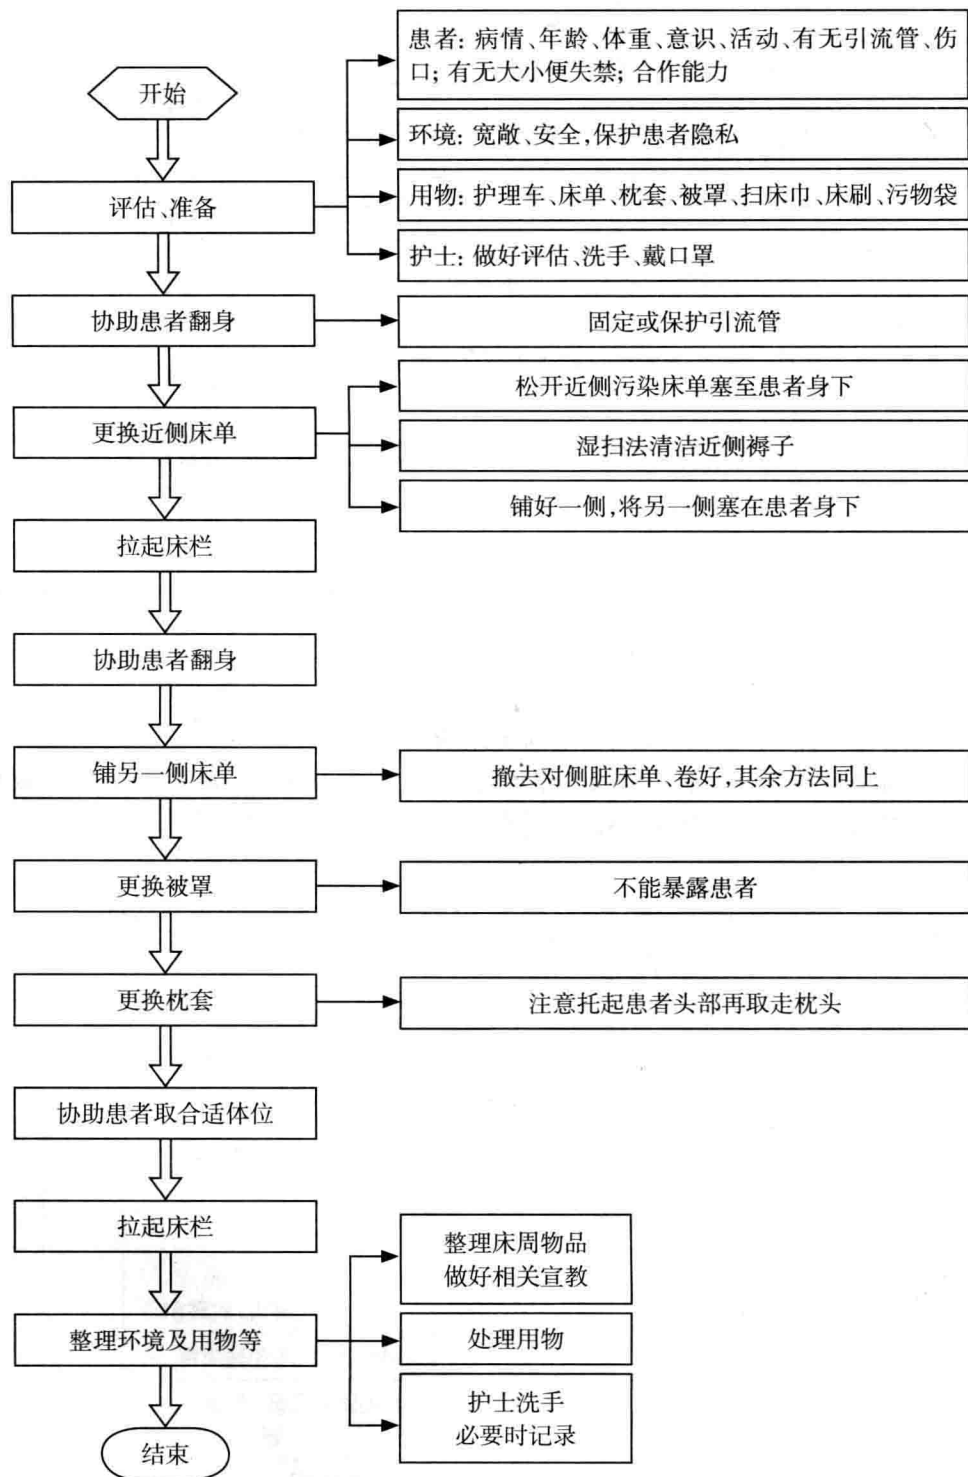 开始
患者: 病情、年龄、体重、意识、活动、有无引流管、伤
口; 有无大小便失禁; 合作能力
环境: 宽敞、安全,保护患者隐私
评估、准备
用物: 护理车、床单、枕套、被罩、扫床巾、床刷、污物袋
护士: 做好评估、洗手、戴口罩
协助患者翻身
固定或保护引流管
更换近侧床单
松开近侧污染床单塞至患者身下
湿扫法清洁近侧褥子
铺好一侧,将另一侧塞在患者身下
拉起床栏
协助患者翻身
铺另一侧床单
撤去对侧脏床单、卷好,其余方法同上
更换被罩
不能暴露患者
更换枕套
注意托起患者头部再取走枕头
协助患者取合适体位
拉起床栏
整理环境及用物等
整理床周物品
做好相关宣教
处理用物
护士洗手
必要时记录
结束